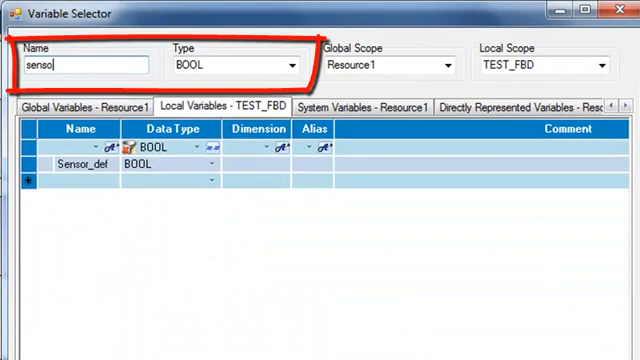 Variable Selector
Name Type Global Scope Local Scope
senso BOOL Resource1 TEST_FBD
Global Variables - Resource1 Local Variables - TEST_FBD System Variables - Resource1 Directly Represented Variables - Resc
Name Data Type Dimension Alias Comment
BOOL
Sensor_def BOOL